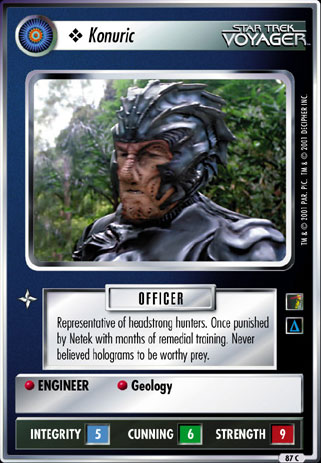 ❖ Konuric
STAR TREK
VOYAGER™
TM & © 2001 PAR. P.C. TM & © 2001 DECIPHER INC.
OFFICER
Representative of headstrong hunters. Once punished
by Netek with months of remedial training. Never
believed holograms to be worthy prey.
ENGINEER Geology
INTEGRITY 5 CUNNING 6 STRENGTH 9
87 C